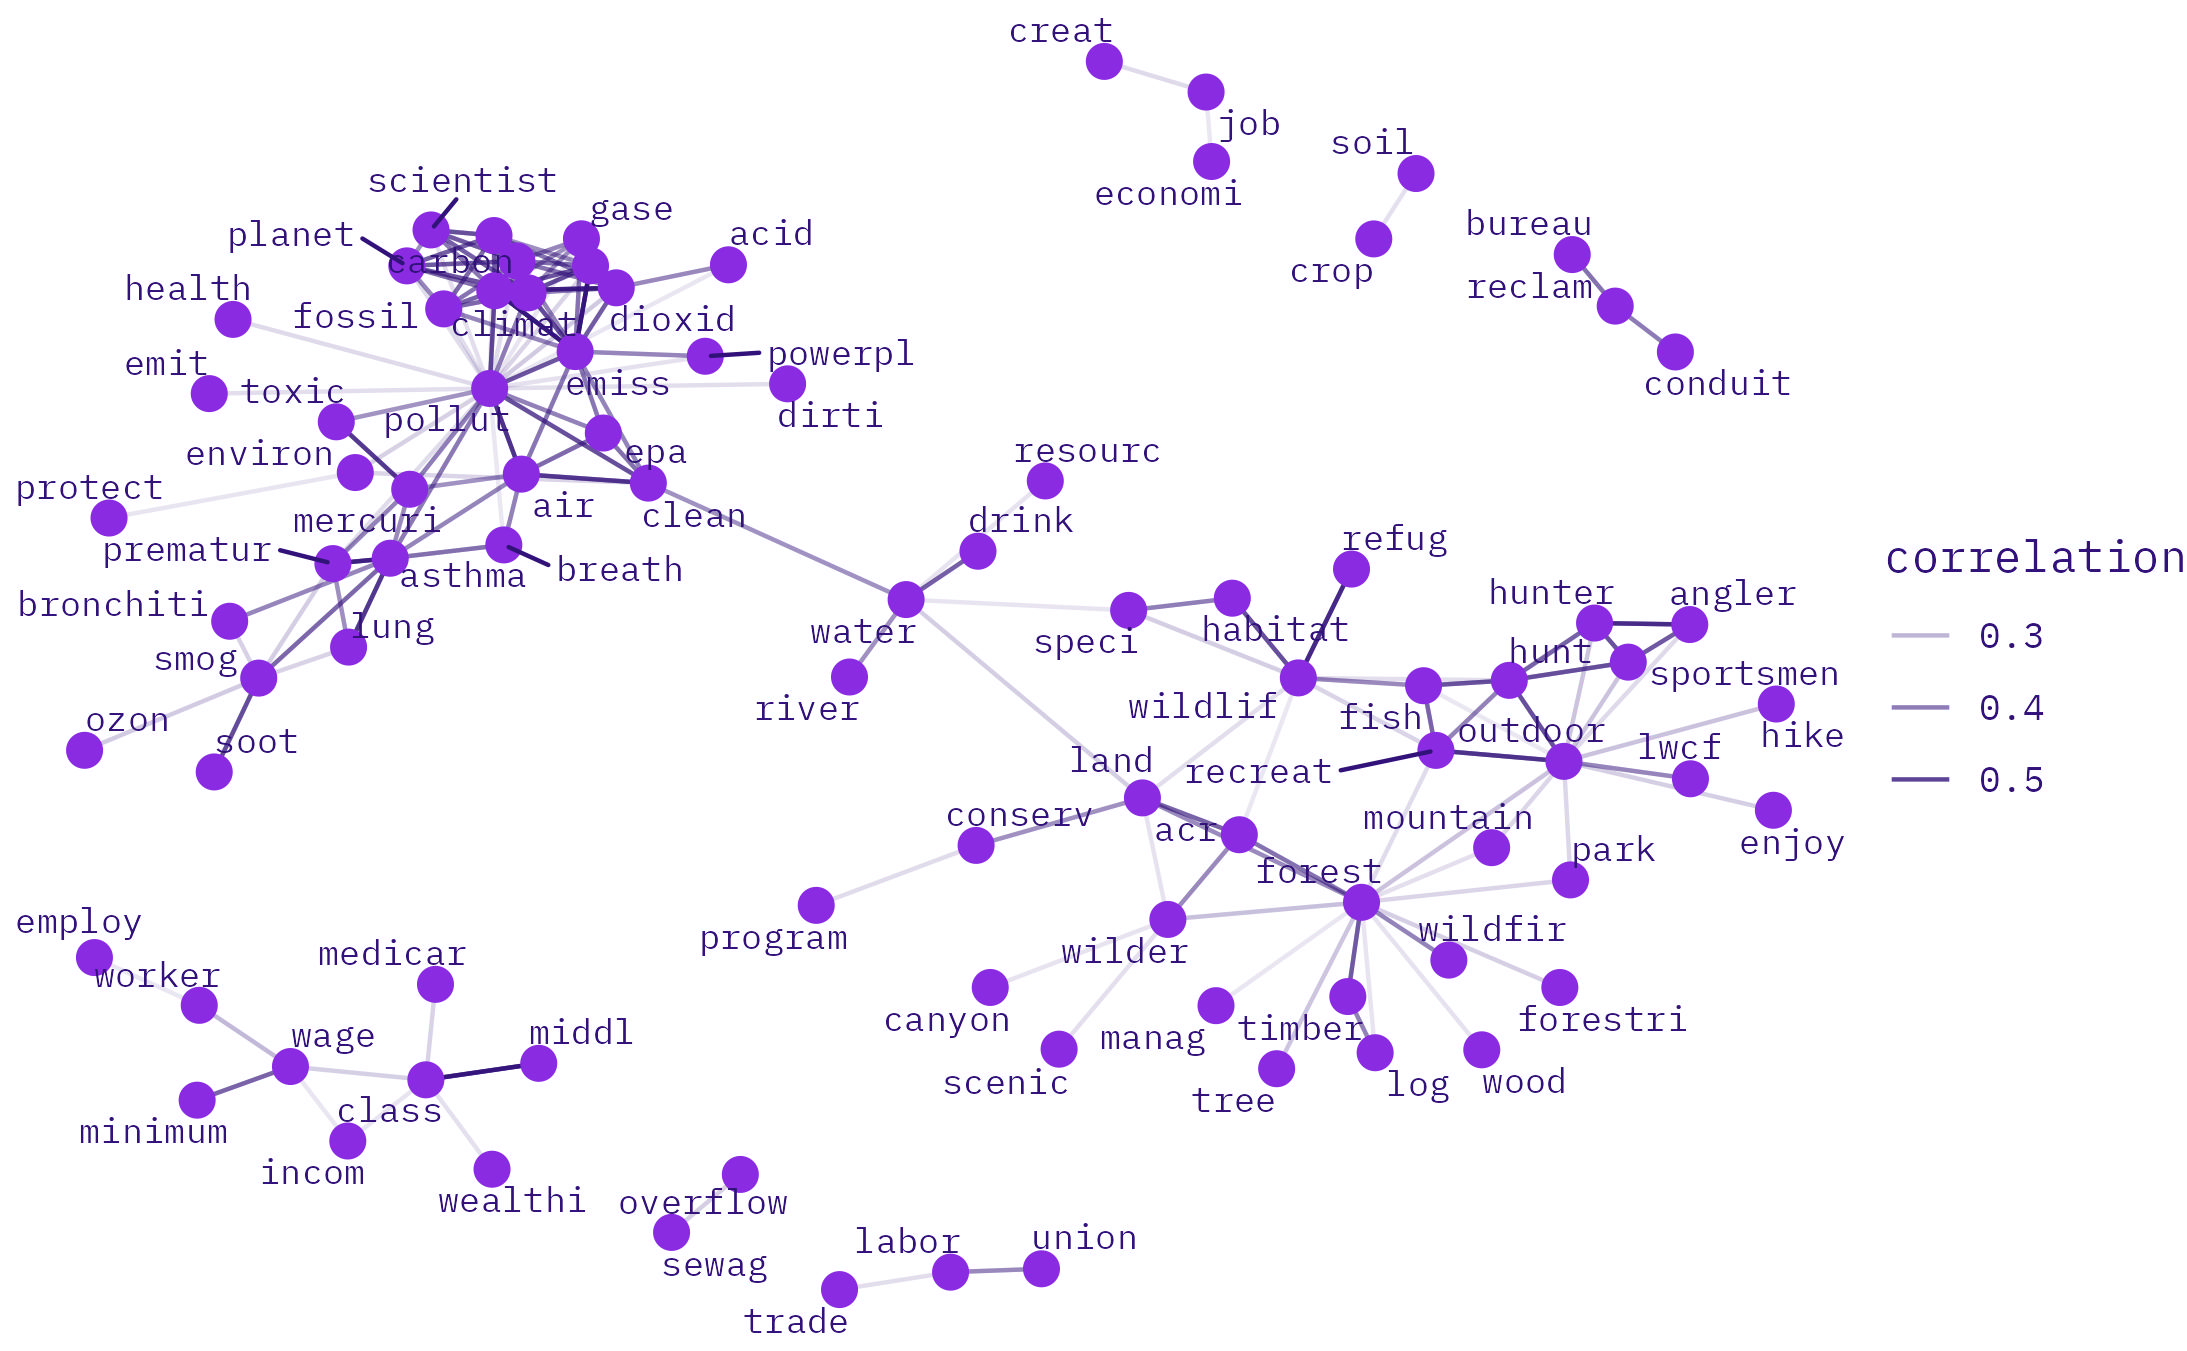 creat
job
economi
soil
crop
bureau
reclam
conduit
scientist
gase
planet
acid
carbon
health
fossil
climat
dioxid
powerpl
emit
toxic
emiss
dirti
pollut
environ
epa
protect
air
clean
mercuri
prematur
asthma
breath
bronchiti
lung
smog
ozon
soot
resourc
drink
water
river
speci
habitat
refug
wildlif
hunter
angler
hunt
sportsmen
fish
outdoor
hike
lwcf
recreat
enjoy
land
conserv
acr
mountain
park
forest
program
wilder
wildfir
canyon
scenic
manag
timber
forestri
tree
log
wood
correlation
0.3
0.4
0.5
employ
worker
medicar
wage
middl
minimum
class
incom
wealthi
overflow
sewag
labor
union
trade